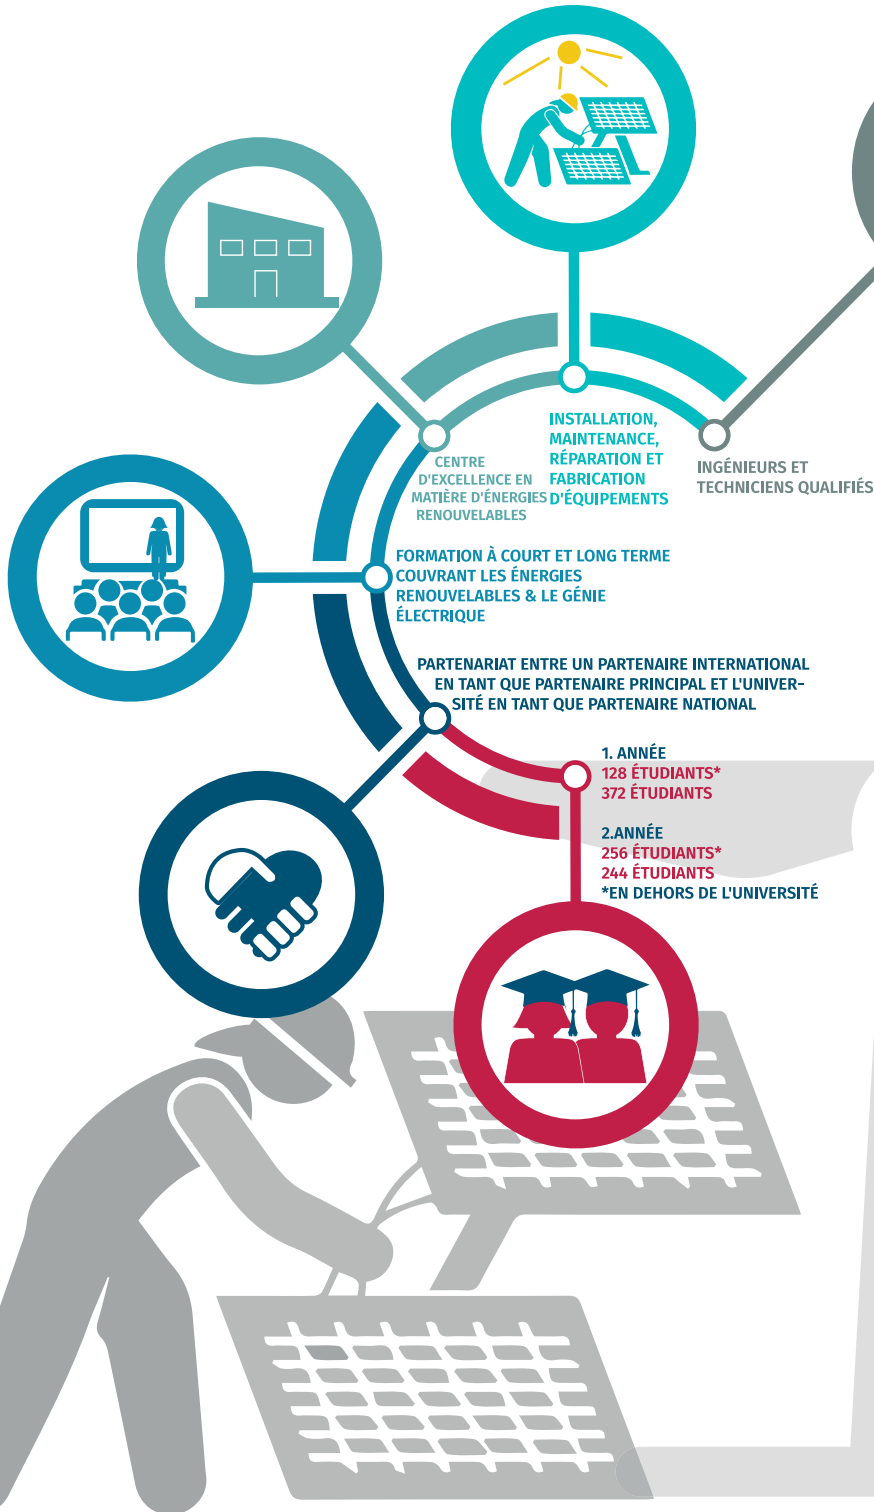 INSTALLATION,
MAINTENANCE,
RÉPARATION ET
FABRICATION
D'ÉQUIPEMENTS
INGÉNIEURS ET
TECHNICIENS QUALIFIÉS
CENTRE
D'EXCELLENCE EN
MATIÈRE D'ÉNERGIES
RENOUVELABLES
FORMATION À COURT ET LONG TERME
COUVRANT LES ÉNERGIES
RENOUVELABLES & LE GÉNIE
ÉLECTRIQUE
PARTENARIAT ENTRE UN PARTENAIRE INTERNATIONAL
EN TANT QUE PARTENAIRE PRINCIPAL ET L'UNIVER-
SITÉ EN TANT QUE PARTENAIRE NATIONAL
1. ANNÉE
128 ÉTUDIANTS*
372 ÉTUDIANTS
2.ANNÉE
256 ÉTUDIANTS*
244 ÉTUDIANTS
*EN DEHORS DE L'UNIVERSITÉ